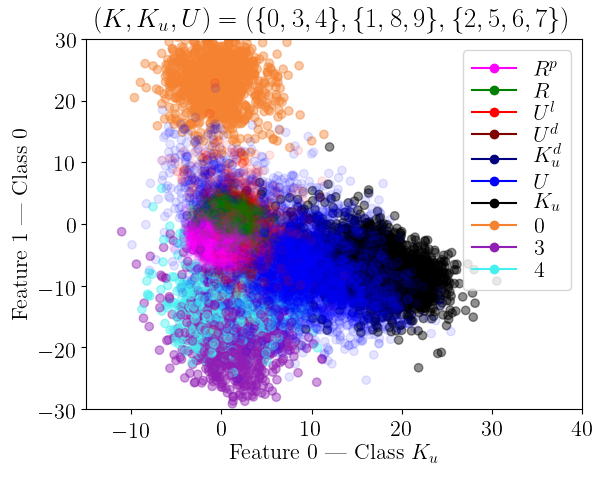 (K, K_u, U) = ({0, 3, 4}, {1, 8, 9}, {2, 5, 6, 7})
30
20
10
0
−10
−20
−30
Feature 1 — Class 0
R^p
R
U^l
U^d
K_u^d
U
K_u
0
3
4
−10 0 10 20 30 40
Feature 0 — Class K_u